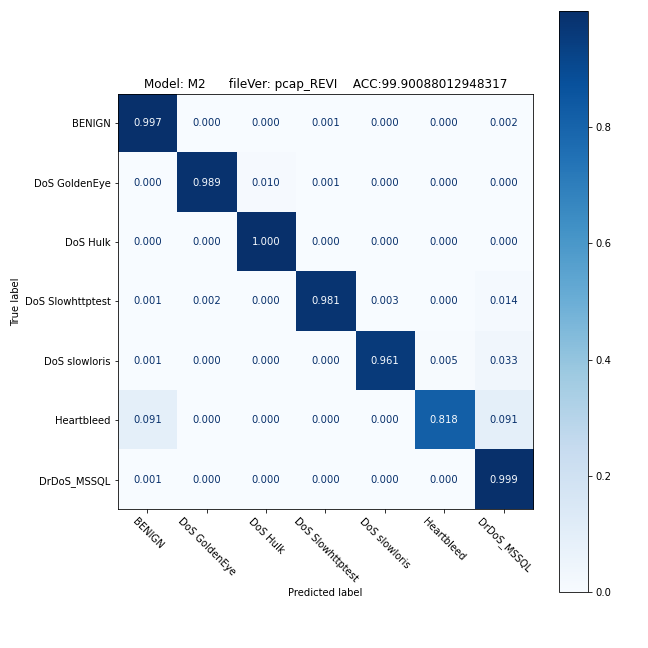 Model: M2 fileVer: pcap_REVI ACC:99.90088012948317
True label
BENIGN 0.997 0.000 0.000 0.001 0.000 0.000 0.002
DoS GoldenEye 0.000 0.989 0.010 0.001 0.000 0.000 0.000
DoS Hulk 0.000 0.000 1.000 0.000 0.000 0.000 0.000
DoS Slowhttptest 0.001 0.002 0.000 0.981 0.003 0.000 0.014
DoS slowloris 0.001 0.000 0.000 0.000 0.961 0.005 0.033
Heartbleed 0.091 0.000 0.000 0.000 0.000 0.818 0.091
DrDoS_MSSQL 0.001 0.000 0.000 0.000 0.000 0.000 0.999
BENIGN
DoS GoldenEye
DoS Hulk
DoS Slowhttptest
DoS slowloris
Heartbleed
DrDoS_MSSQL
Predicted label
0.8
0.6
0.4
0.2
0.0